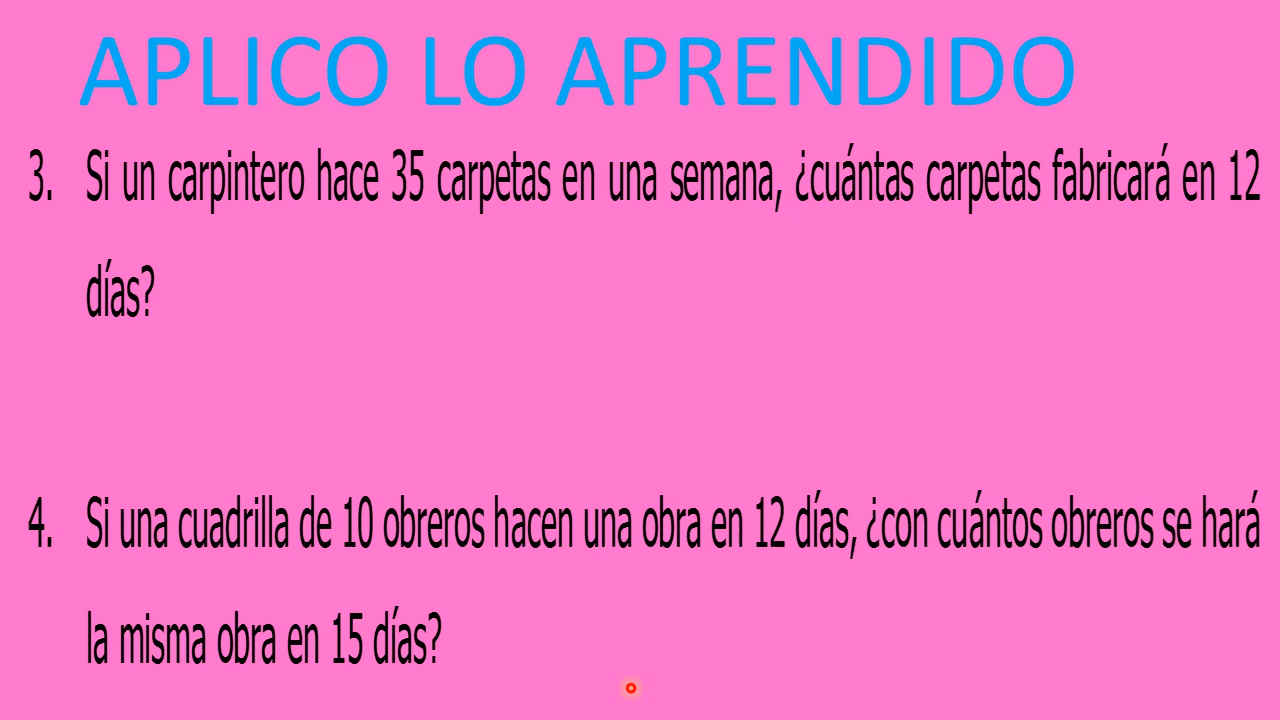 APLICO LO APRENDIDO
3. Si un carpintero hace 35 carpetas en una semana, ¿cuántas carpetas fabricará en 12
días?
4. Si una cuadrilla de 10 obreros hacen una obra en 12 días, ¿con cuántos obreros se hará
la misma obra en 15 días?